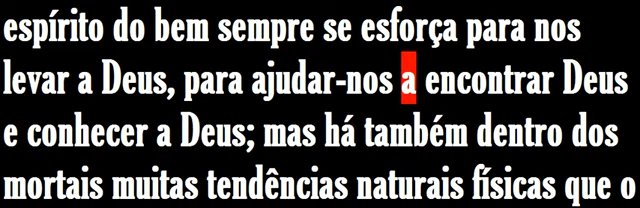 espírito do bem sempre se esforça para nos
levar a Deus, para ajudar-nos a encontrar Deus
e conhecer a Deus; mas há também dentro dos
mortais muitas tendências naturais físicas que o